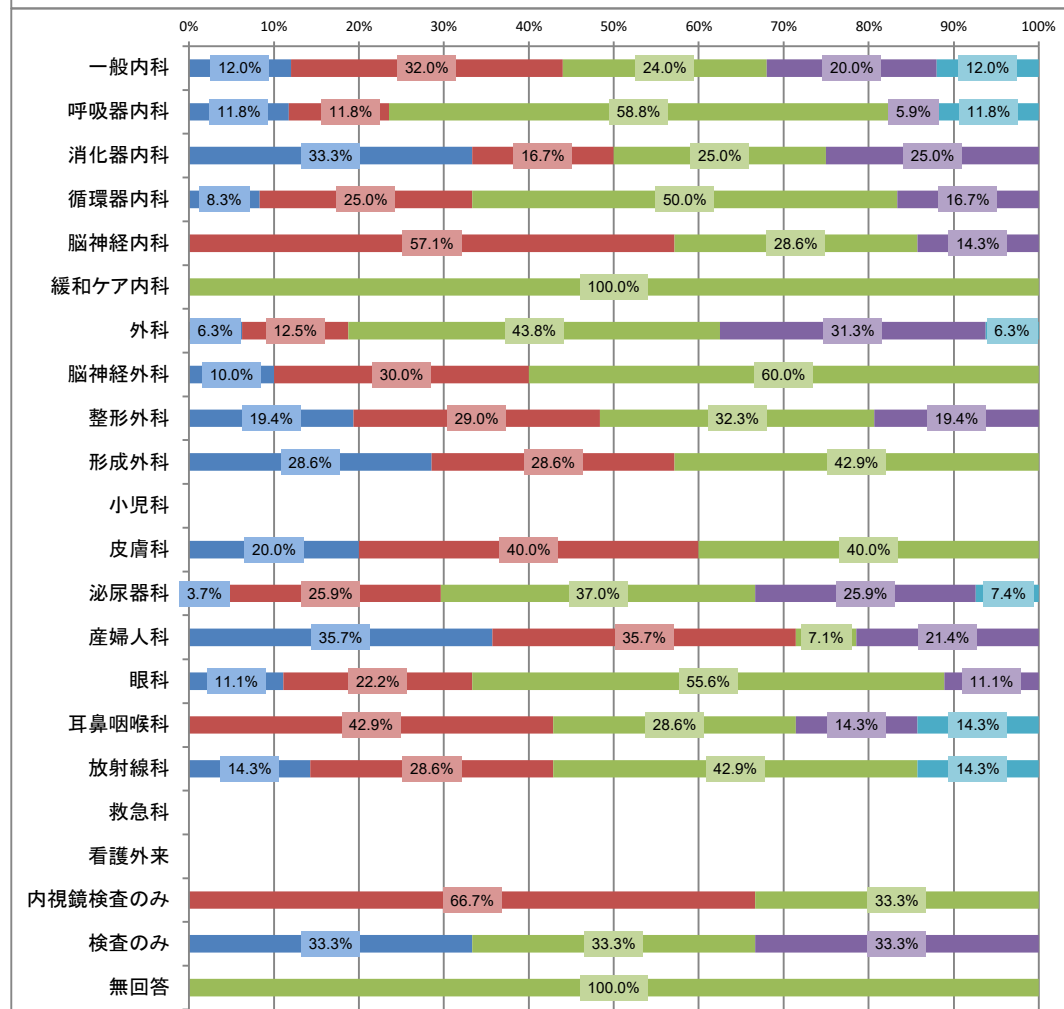 0% 10% 20% 30% 40% 50% 60% 70% 80% 90% 100%
一般内科 12.0% 32.0% 24.0% 20.0% 12.0%
呼吸器内科 11.8% 11.8% 58.8% 5.9% 11.8%
消化器内科 33.3% 16.7% 25.0% 25.0%
循環器内科 8.3% 25.0% 50.0% 16.7%
脳神経内科 57.1% 28.6% 14.3%
緩和ケア内科 100.0%
外科 6.3% 12.5% 43.8% 31.3% 6.3%
脳神経外科 10.0% 30.0% 60.0%
整形外科 19.4% 29.0% 32.3% 19.4%
形成外科 28.6% 28.6% 42.9%
小児科
皮膚科 20.0% 40.0% 40.0%
泌尿器科 3.7% 25.9% 37.0% 25.9% 7.4%
産婦人科 35.7% 35.7% 7.1% 21.4%
眼科 11.1% 22.2% 55.6% 11.1%
耳鼻咽喉科 42.9% 28.6% 14.3% 14.3%
放射線科 14.3% 28.6% 42.9% 14.3%
救急科
看護外来
内視鏡検査のみ 66.7% 33.3%
検査のみ 33.3% 33.3% 33.3%
無回答 100.0%